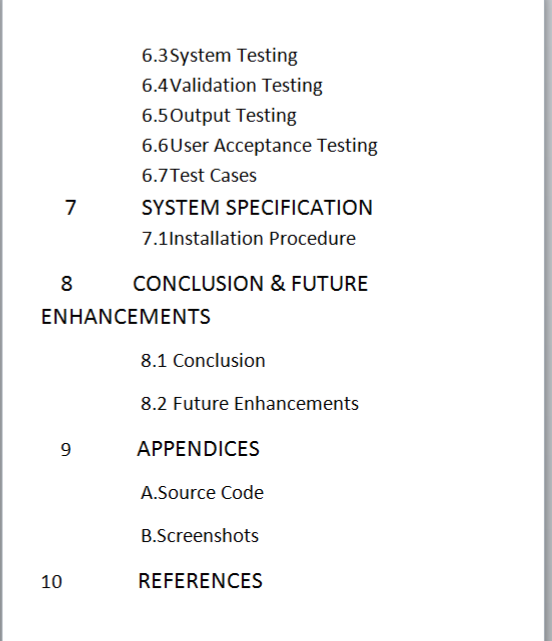 6.3System Testing
6.4Validation Testing
6.5Output Testing
6.6User Acceptance Testing
6.7Test Cases
7 SYSTEM SPECIFICATION
7.1Installation Procedure
8 CONCLUSION & FUTURE
ENHANCEMENTS
8.1 Conclusion
8.2 Future Enhancements
9 APPENDICES
A.Source Code
B.Screenshots
10 REFERENCES